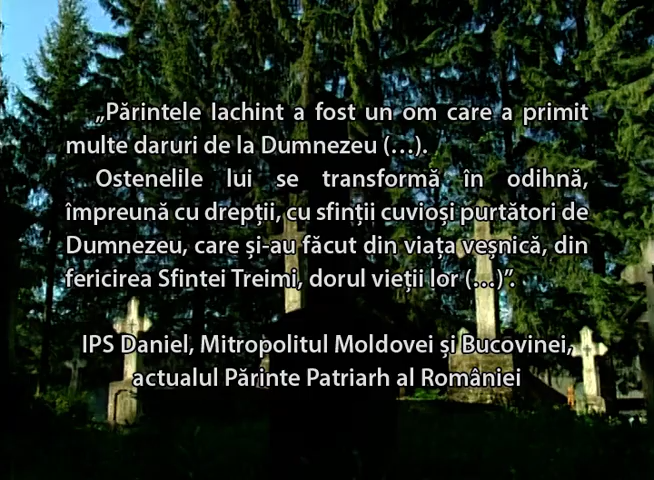 „Părintele Iachint a fost un om care a primit
multe daruri de la Dumnezeu (…).
Ostenelile lui se transformă în odihnă,
împreună cu drepții, cu sfinții cuvioși purtători de
Dumnezeu, care și-au făcut din viața veșnică, din
fericirea Sfintei Treimi, dorul vieții lor (…)”.
IPS Daniel, Mitropolitul Moldovei și Bucovinei,
actualul Părinte Patriarh al României